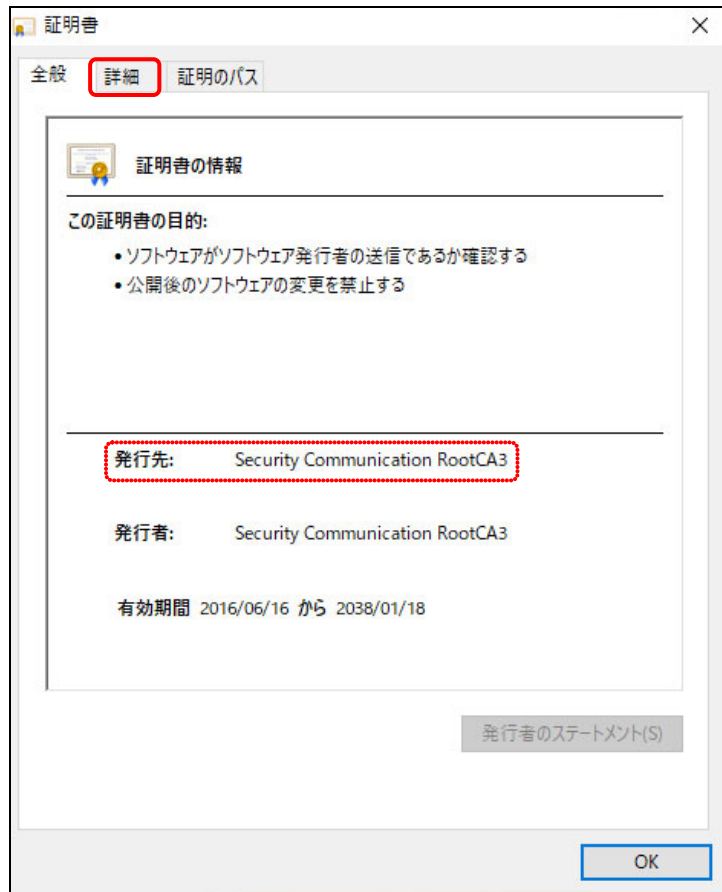 証明書
全般 詳細 証明のパス
証明書の情報
この証明書の目的:
• ソフトウェアがソフトウェア発行者の送信であるか確認する
• 公開後のソフトウェアの変更を禁止する
発行先: Security Communication RootCA3
発行者: Security Communication RootCA3
有効期間 2016/06/16 から 2038/01/18
発行者のステートメント(S)
OK